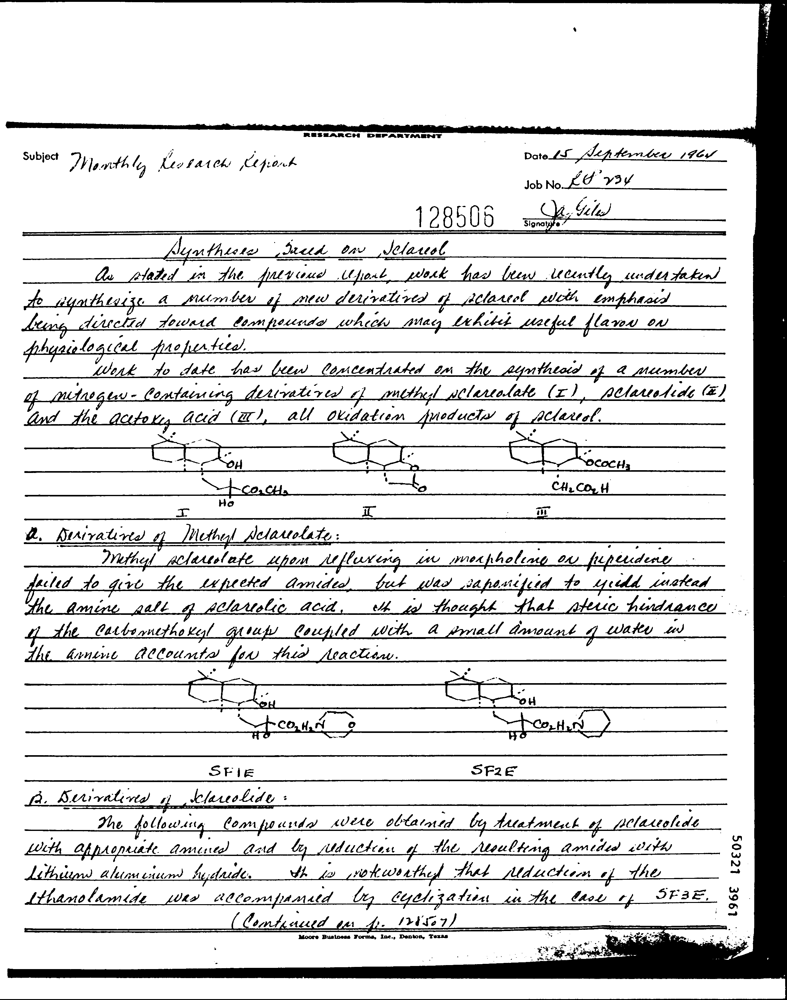 RESEARCH DEPARTMENT
Subject Monthly Research Report
Date 15 September 1964
Job No. RD' 234
128506
Signature J.A. Giles
Syntheses Based on Sclareol
As stated in the previous report, work has been recently undertaken
to synthesize a number of new derivatives of sclareol with emphasis
being directed toward compounds which may exhibit useful flavor or
physiological properties.
Work to date has been concentrated on the synthesis of a number
of nitrogen-containing derivatives of methyl sclareolate (I), sclareolide (II)
and the acetoxy acid (III), all oxidation products of sclareol.
OH O OCOCH3
CO2CH3 O CH2CO2H
HO
I II III
A. Derivatives of Methyl Sclareolate:
Methyl sclareolate upon refluxing in morpholine or piperidine
failed to give the expected amides, but was saponified to yield instead
the amine salt of sclareolic acid. It is thought that steric hindrance
of the carbomethoxyl group coupled with a small amount of water in
the amine accounts for this reaction.
OH OH
CO2H2N O CO2H2N
HO HO
SF1E SF2E
B. Derivatives of Sclareolide:
The following compounds were obtained by treatment of sclareolide
with appropriate amines and by reduction of the resulting amides with
lithium aluminum hydride. It is noteworthy that reduction of the
ethanolamide was accompanied by cyclization in the case of SF3E.
(Continued on p. 128507)
Moore Business Forms, Inc., Denton, Texas
50321 3961